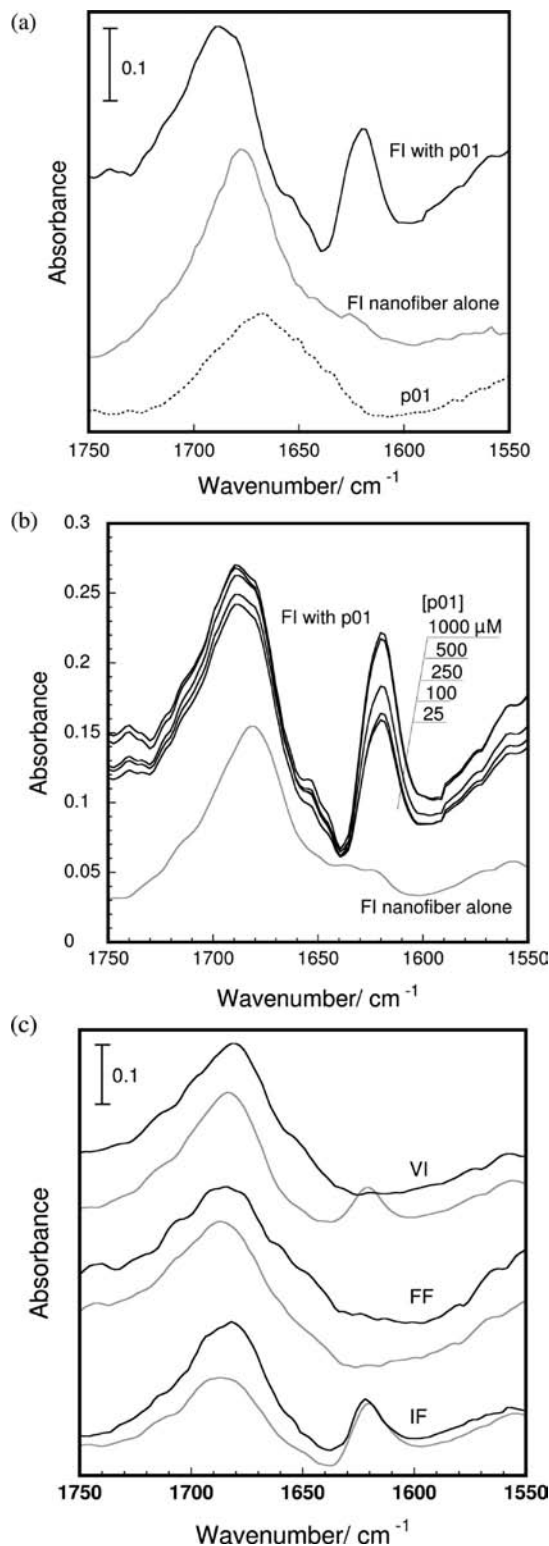 (a)
0.1
FI with p01
FI nanofiber alone
p01
Absorbance
1750 1700 1650 1600 1550
Wavenumber/ cm -1
(b)
0.3
0.25
0.2
0.15
0.1
0.05
0
FI with p01
[p01]
1000 μM
500
250
100
25
FI nanofiber alone
Absorbance
1750 1700 1650 1600 1550
Wavenumber/ cm -1
(c)
0.1
VI
FF
IF
Absorbance
1750 1700 1650 1600 1550
Wavenumber/ cm -1